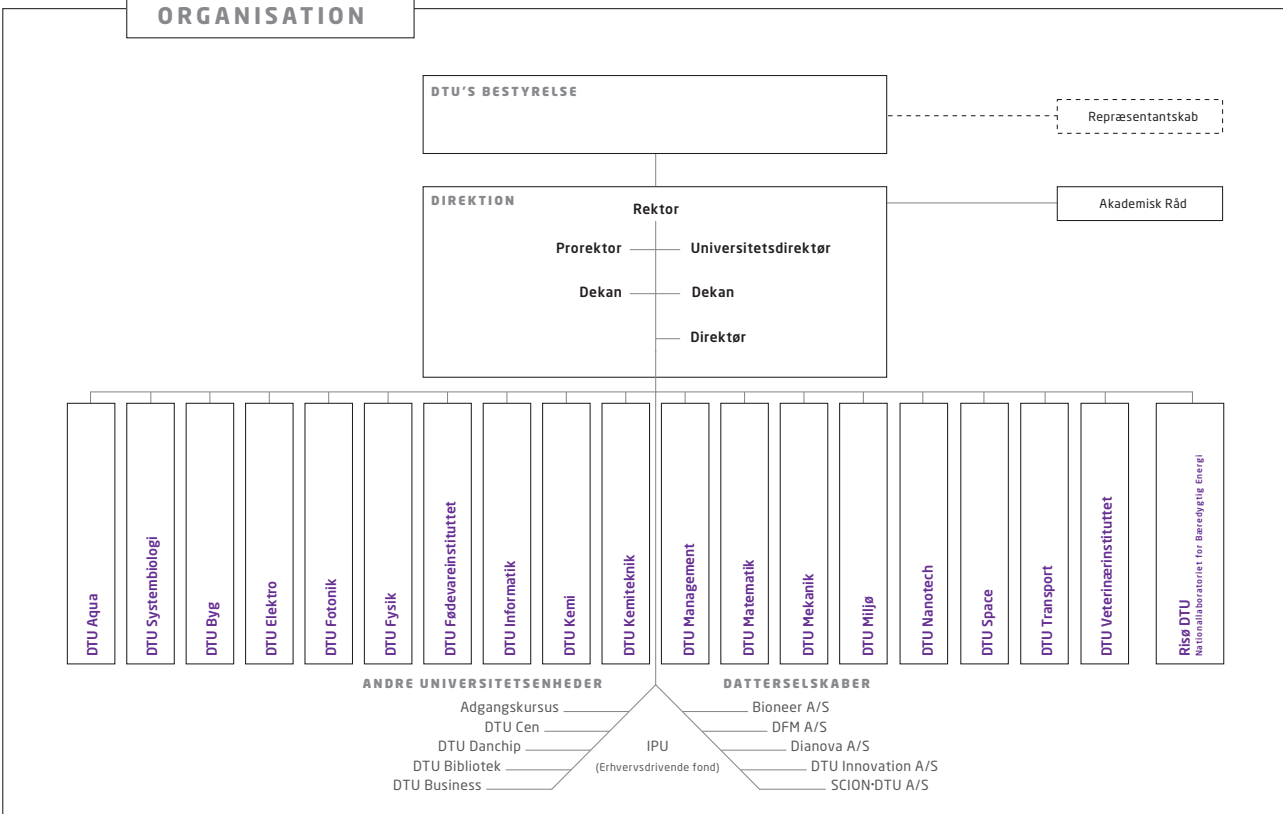 ORGANISATION
DTU'S BESTYRELSE
Repræsentantskab
DIREKTION
Rektor
Akademisk Råd
Prorektor
Universitetsdirektør
Dekan
Dekan
Direktør
DTU Aqua
DTU Systembiologi
DTU Byg
DTU Elektro
DTU Fotonik
DTU Fysik
DTU Fødevareinstituttet
DTU Informatik
DTU Kemi
DTU Kemiteknik
DTU Management
DTU Matematik
DTU Mekanik
DTU Miljø
DTU Nanotech
DTU Space
DTU Transport
DTU Veterinærinstituttet
Risø DTU
Nationallaboratoriet for Bæredygtig Energi
ANDRE UNIVERSITETSENHEDER
Adgangskursus
DTU Cen
DTU Danchip
DTU Bibliotek
DTU Business
IPU
(Erhvervsdrivende fond)
DATTERSELSKABER
Bioneer A/S
DFM A/S
Dianova A/S
DTU Innovation A/S
SCION•DTU A/S